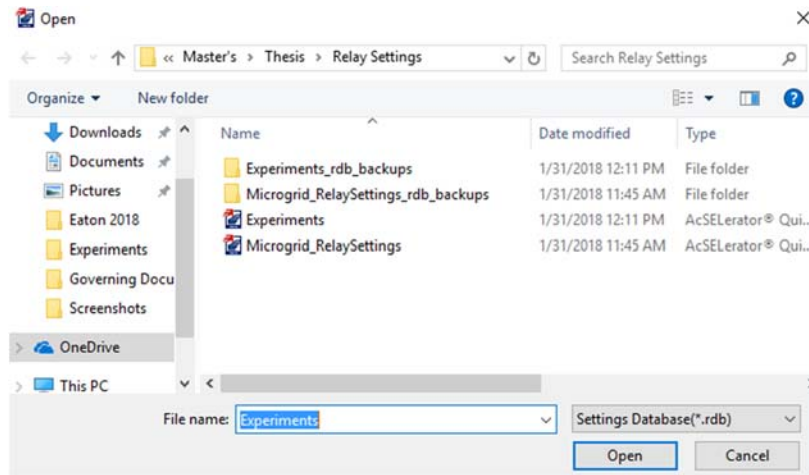 Open
« Master's > Thesis > Relay Settings
Search Relay Settings
Organize
New folder
Downloads
Documents
Pictures
Eaton 2018
Experiments
Governing Docu
Screenshots
OneDrive
This PC
Name Date modified Type
Experiments_rdb_backups 1/31/2018 12:11 PM File folder
Microgrid_RelaySettings_rdb_backups 1/31/2018 11:45 AM File folder
Experiments 1/31/2018 12:11 PM AcSELerator® Qui..
Microgrid_RelaySettings 1/31/2018 11:45 AM AcSELerator® Qui..
File name: Experiments
Settings Database(*.rdb)
Open
Cancel